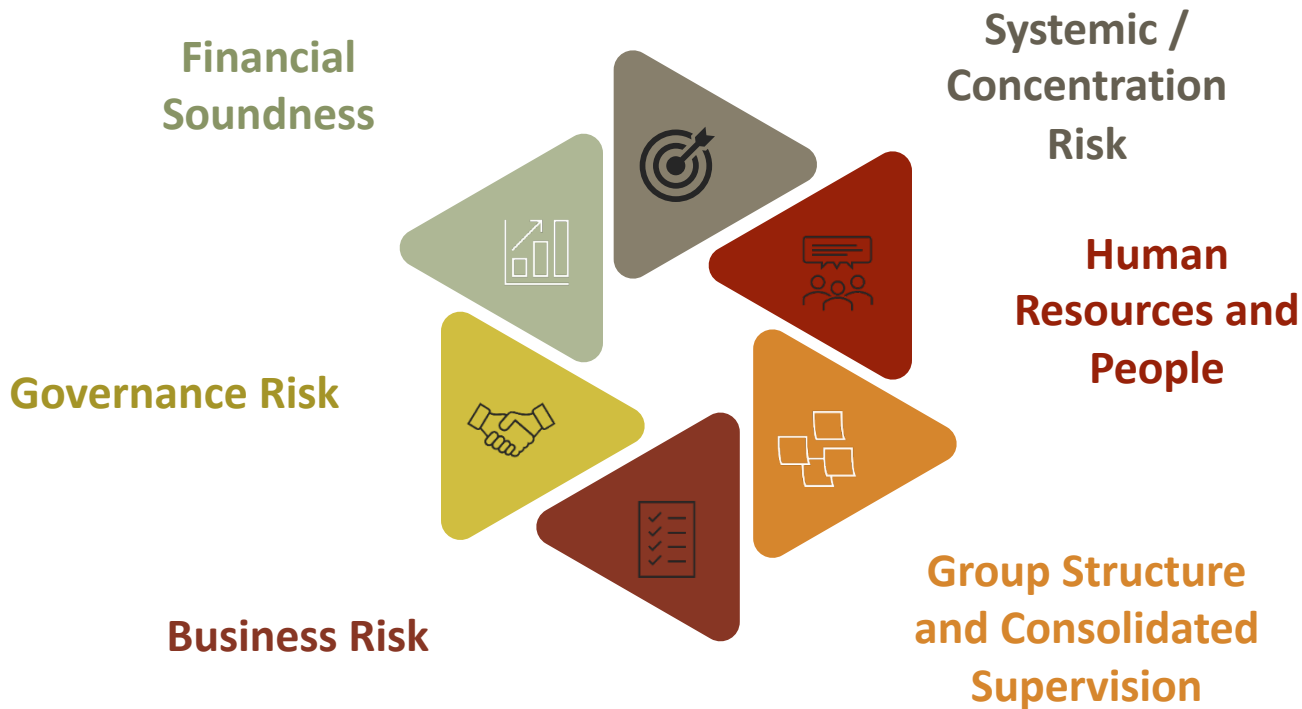 Financial
Soundness
Systemic /
Concentration
Risk
Human
Resources and
People
Governance Risk
Group Structure
and Consolidated
Supervision
Business Risk